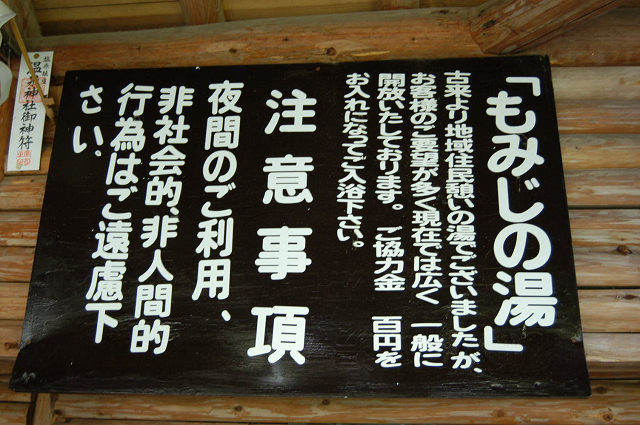 「もみじの湯」
古来より地域住民憩いの湯でございましたが、
お客様のご要望が多く現在では広く 一般に
開放いたしております。 ご協力金 百円を
お入れになってご入浴下さい。
注意事項
夜間のご利用、
非社会的、非人間的
行為はご遠慮下
さい、
神社御神符